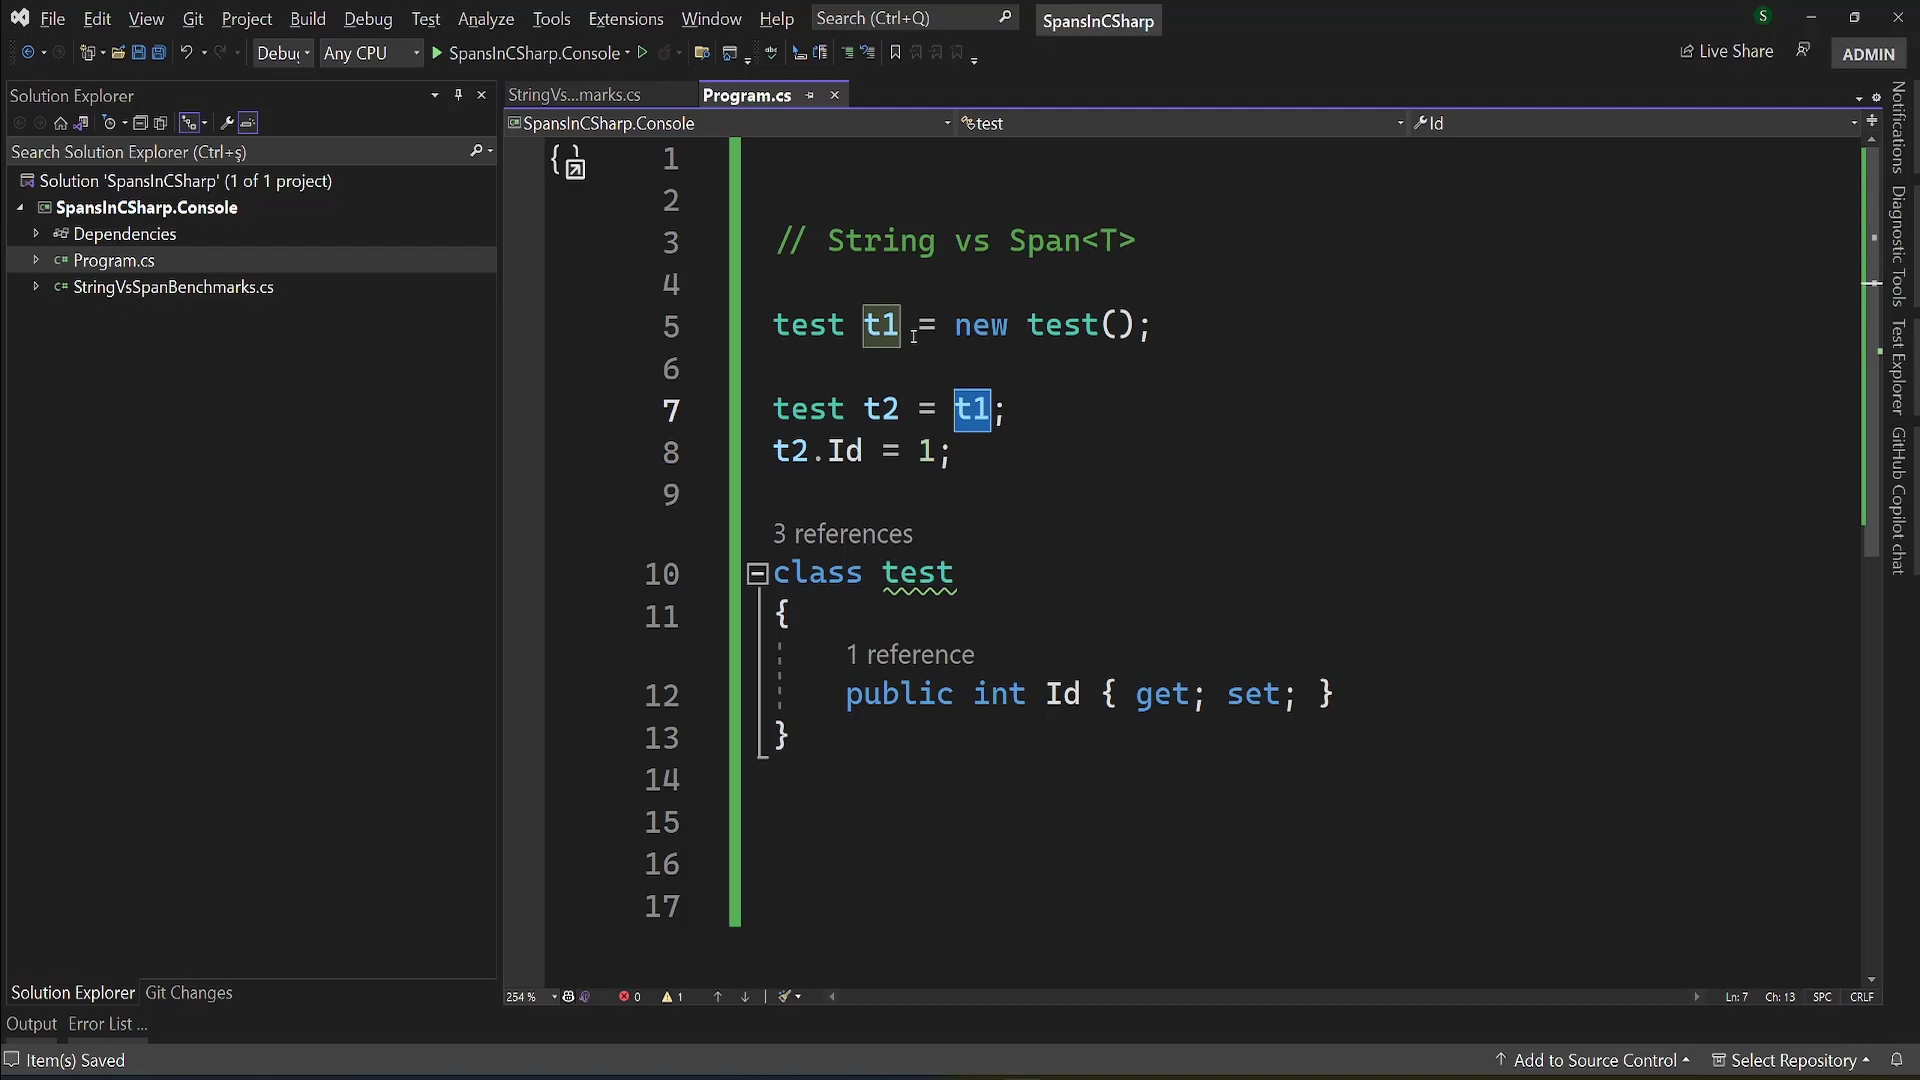 File Edit View Git Project Build Debug Test Analyze Tools Extensions Window Help Search (Ctrl+Q) SpansInCSharp S
Debug Any CPU SpansInCSharp.Console Live Share ADMIN
Solution Explorer
StringVs...marks.cs Program.cs
SpansInCSharp.Console test Id
Search Solution Explorer (Ctrl+ş)
Solution 'SpansInCSharp' (1 of 1 project)
SpansInCSharp.Console
Dependencies
Program.cs
StringVsSpanBenchmarks.cs
1
2
3 // String vs Span<T>
4
5 test t1 = new test();
6
7 test t2 = t1;
8 t2.Id = 1;
9
3 references
10 class test
11 {
1 reference
12 public int Id { get; set; }
13 }
14
15
16
17
Notifications
Diagnostic Tools
Test Explorer
GitHub Copilot chat
254 % 0 1 Ln: 7 Ch: 13 SPC CRLF
Solution Explorer Git Changes
Output Error List ...
Item(s) Saved Add to Source Control Select Repository